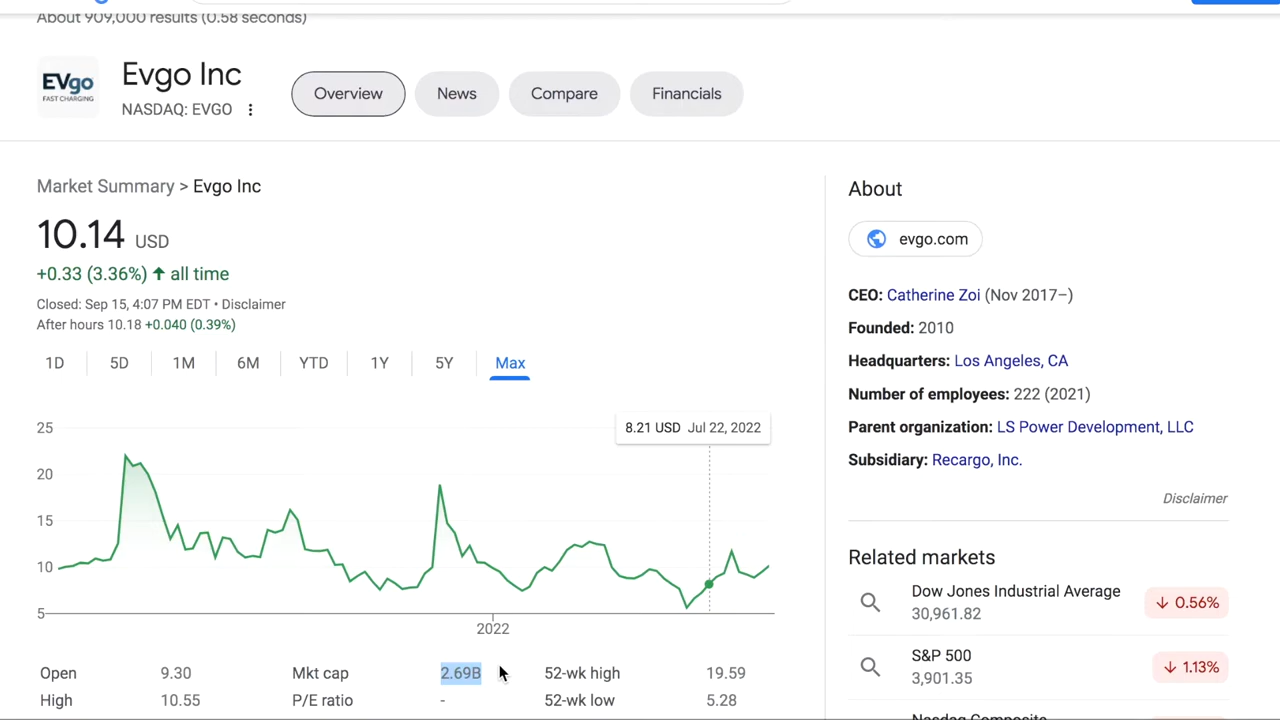 About 909,000 results (0.58 seconds)
EVgo
FAST CHARGING
Evgo Inc
NASDAQ: EVGO
Overview
News
Compare
Financials
Market Summary > Evgo Inc
10.14 USD
+0.33 (3.36%) ↑ all time
Closed: Sep 15, 4:07 PM EDT • Disclaimer
After hours 10.18 +0.040 (0.39%)
1D 5D 1M 6M YTD 1Y 5Y Max
8.21 USD Jul 22, 2022
25
20
15
10
5
2022
Open 9.30 Mkt cap 2.69B 52-wk high 19.59
High 10.55 P/E ratio - 52-wk low 5.28
About
evgo.com
CEO: Catherine Zoi (Nov 2017–)
Founded: 2010
Headquarters: Los Angeles, CA
Number of employees: 222 (2021)
Parent organization: LS Power Development, LLC
Subsidiary: Recargo, Inc.
Disclaimer
Related markets
Dow Jones Industrial Average
30,961.82
↓ 0.56%
S&P 500
3,901.35
↓ 1.13%
Nasdaq Composite